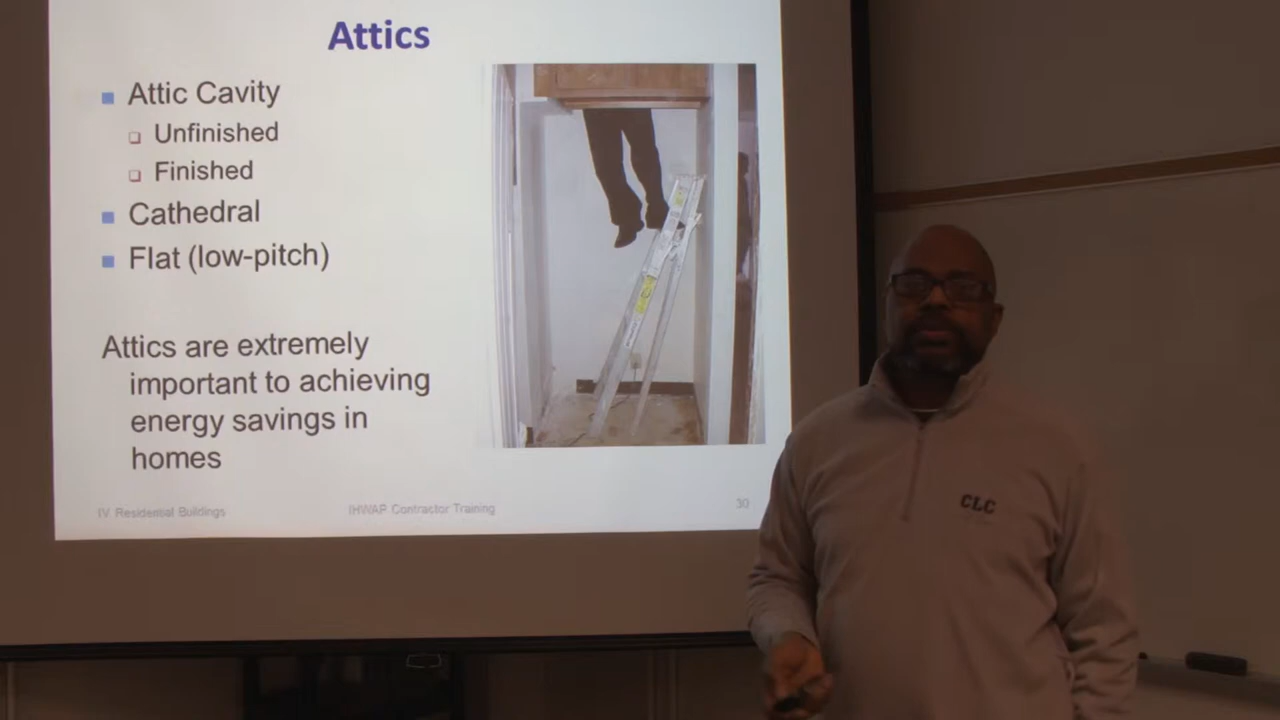 Attics
Attic Cavity
Unfinished
Finished
Cathedral
Flat (low-pitch)
Attics are extremely
important to achieving
energy savings in
homes
IV. Residential Buildings
IHWAP Contractor Training
30
CLC